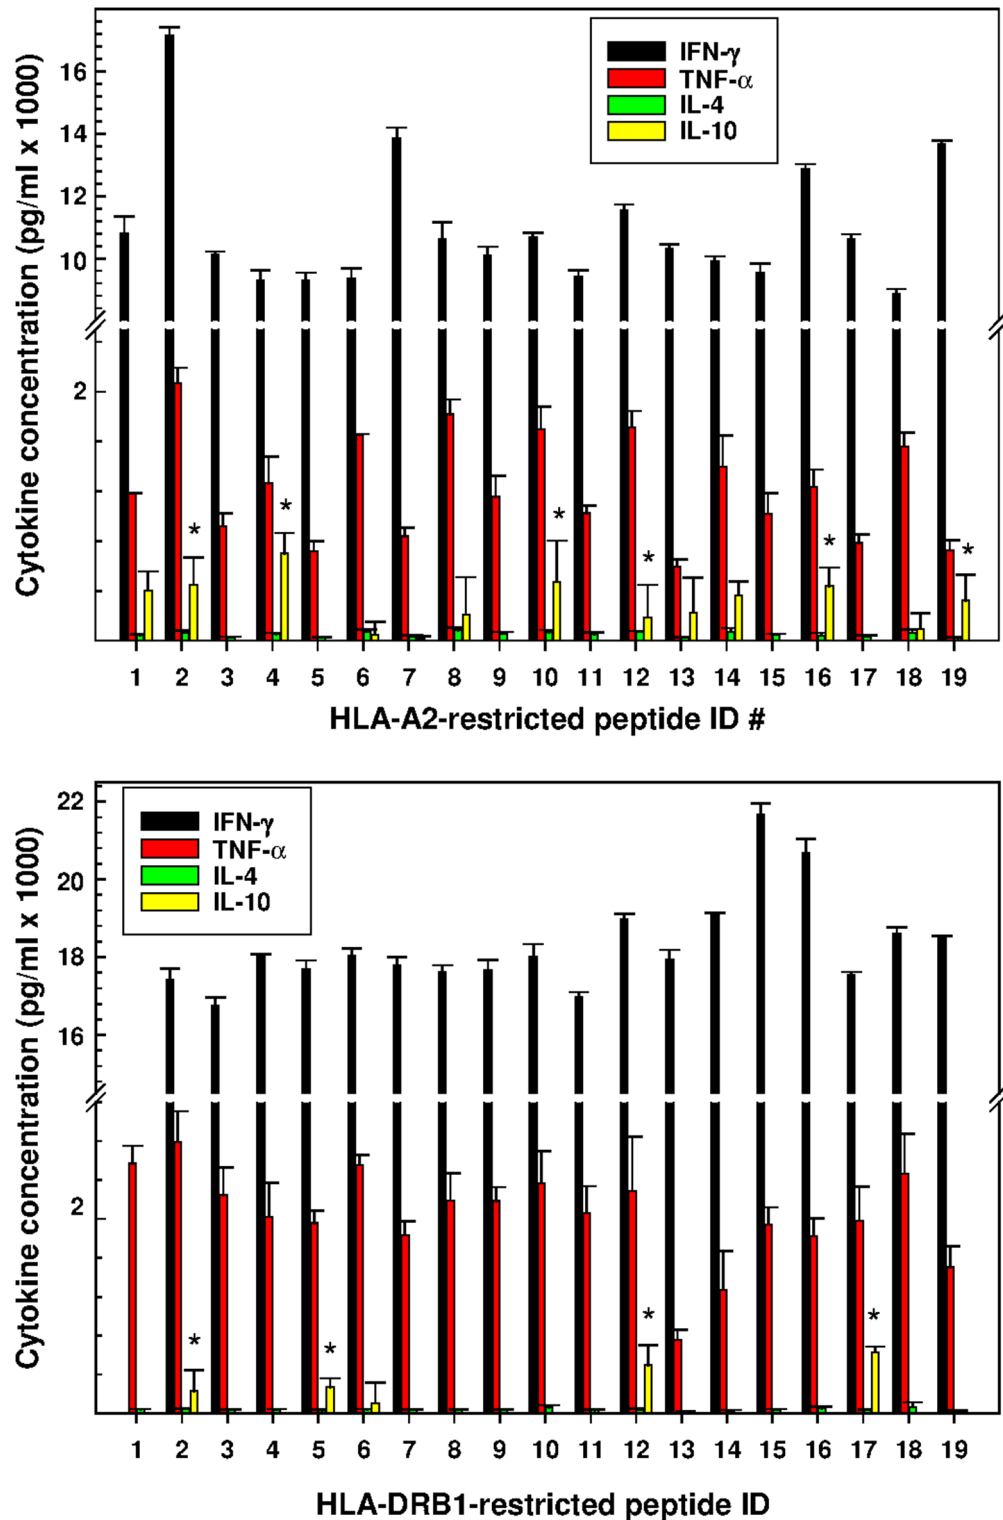 Cytokine concentration (pg/ml x 1000)
16
14
12
10
2
IFN-γ
TNF-α
IL-4
IL-10
* * * * * *
1 2 3 4 5 6 7 8 9 10 11 12 13 14 15 16 17 18 19
HLA-A2-restricted peptide ID #
Cytokine concentration (pg/ml x 1000)
22
20
18
16
2
IFN-γ
TNF-α
IL-4
IL-10
* * * *
1 2 3 4 5 6 7 8 9 10 11 12 13 14 15 16 17 18 19
HLA-DRB1-restricted peptide ID